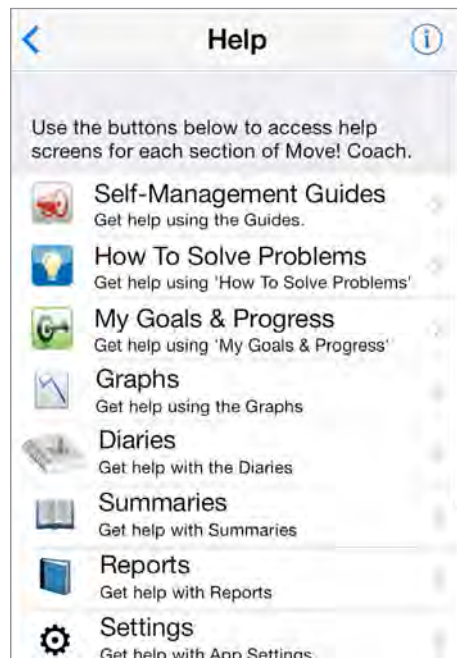 Help
Use the buttons below to access help
screens for each section of Move! Coach.
Self-Management Guides
Get help using the Guides.
How To Solve Problems
Get help using 'How To Solve Problems'
My Goals & Progress
Get help using 'My Goals & Progress'
Graphs
Get help using the Graphs
Diaries
Get help with the Diaries
Summaries
Get help with Summaries
Reports
Get help with Reports
Settings
Get help with App Settings.